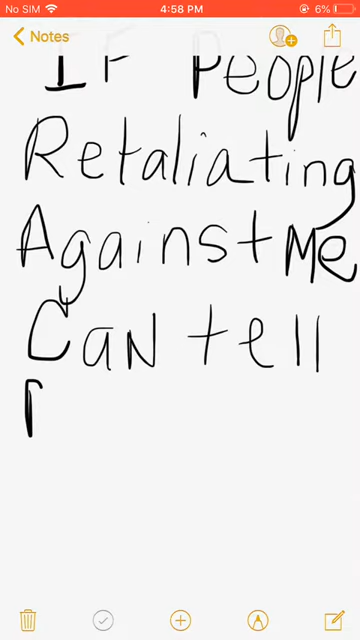 No SIM 4:58 PM 6%
Notes
If People
Retaliating
Against Me
Can tell